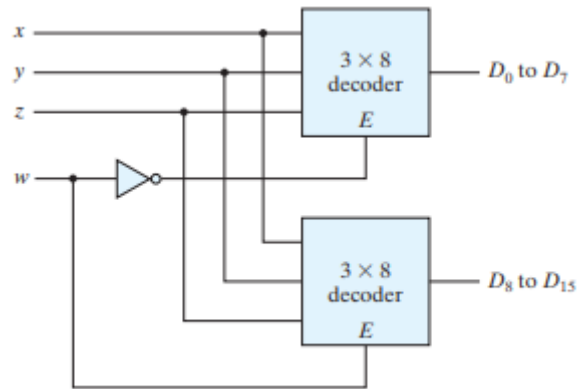 x
y
z
w
3 × 8
decoder
E
D₀ to D₇
3 × 8
decoder
E
D₈ to D₁₅